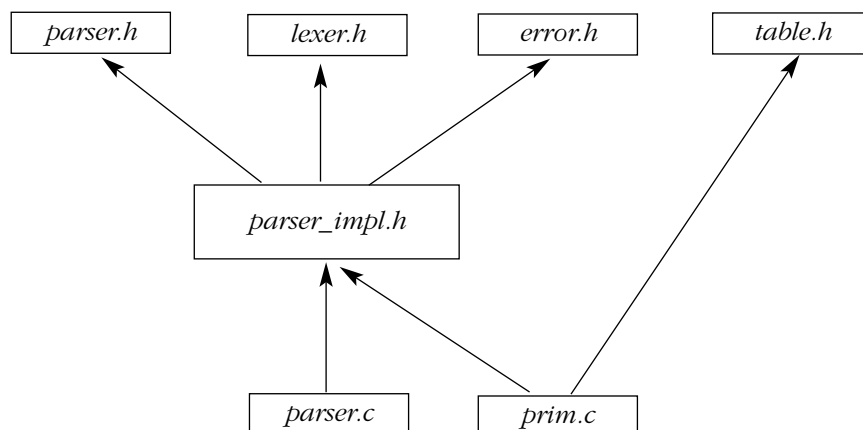 parser.h
lexer.h
error.h
table.h
parser_impl.h
parser.c
prim.c